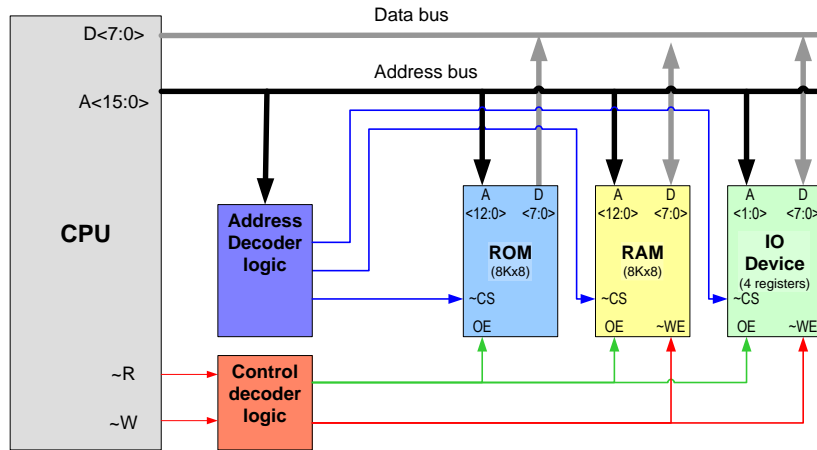 Data bus
D<7:0>
Address bus
A<15:0>
CPU
~R
~W
Address
Decoder
logic
Control
decoder
logic
A
D
<12:0>
<7:0>
ROM
(8Kx8)
~CS
OE
A
D
<12:0>
<7:0>
RAM
(8Kx8)
~CS
OE
~WE
A
D
<1:0>
<7:0>
IO
Device
(4 registers)
~CS
OE
~WE